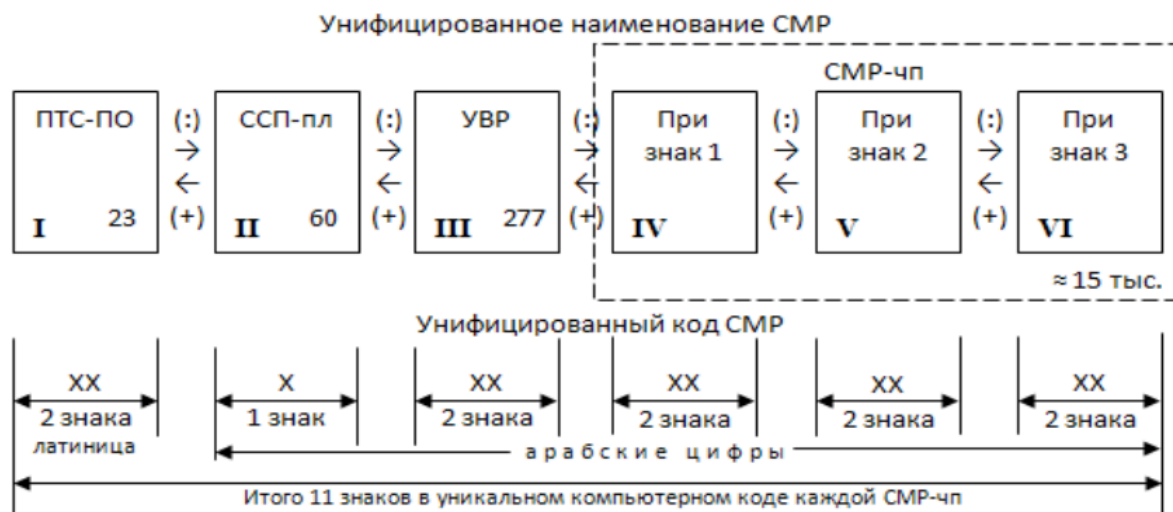 Унифицированное наименование СМР
СМР-чп
ПТС-ПО (:) ССП-пл (:) УВР (:) При (:) При (:) При
→ → → знак 1 → знак 2 → знак 3
← ← ← ← ←
I 23 (+) II 60 (+) III 277 (+) IV (+) V (+) VI
≈ 15 тыс.
Унифицированный код СМР
XX X XX XX XX XX
2 знака 1 знак 2 знака 2 знака 2 знака 2 знака
латиница
арабские цифры
Итого 11 знаков в уникальном компьютерном коде каждой СМР-чп